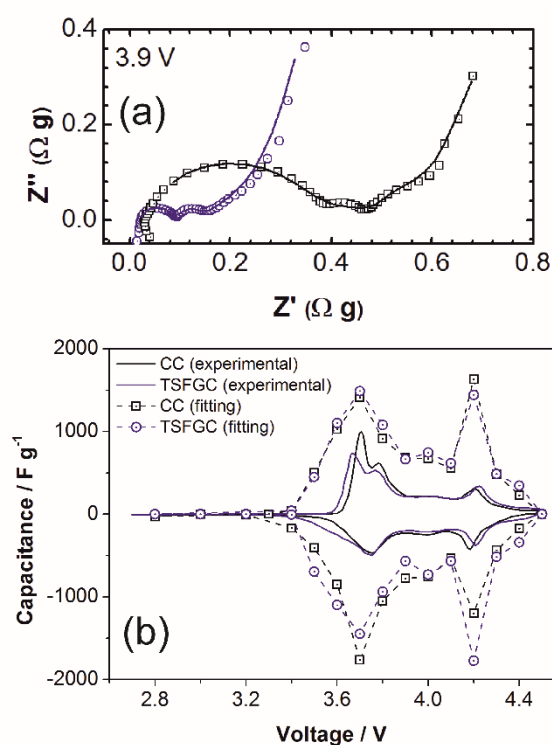 3.9 V
(a)
Z'' (Ω g)
0.4
0.2
0.0
0.0 0.2 0.4 0.6 0.8
Z' (Ω g)
CC (experimental)
TSFGC (experimental)
CC (fitting)
TSFGC (fitting)
(b)
Capacitance / F g⁻¹
2000
1000
0
-1000
-2000
2.8 3.2 3.6 4.0 4.4
Voltage / V